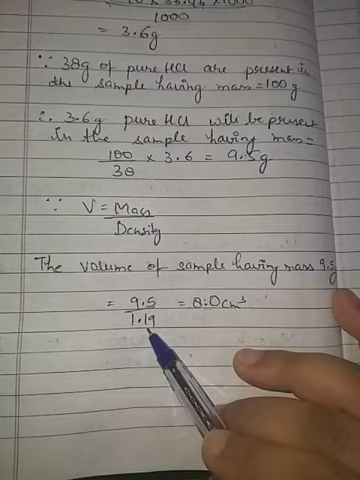 1000
= 3.6g
∵ 38g of pure HCl are present in
the sample having mass = 100 g
∴ 3.6g pure HCl will be present
in the sample having mass =
100 × 3.6 = 9.5g
38
∵ V = Mass
Density
The volume of sample having mass 9.5g
= 9.5 = 8.0cm³
1.19